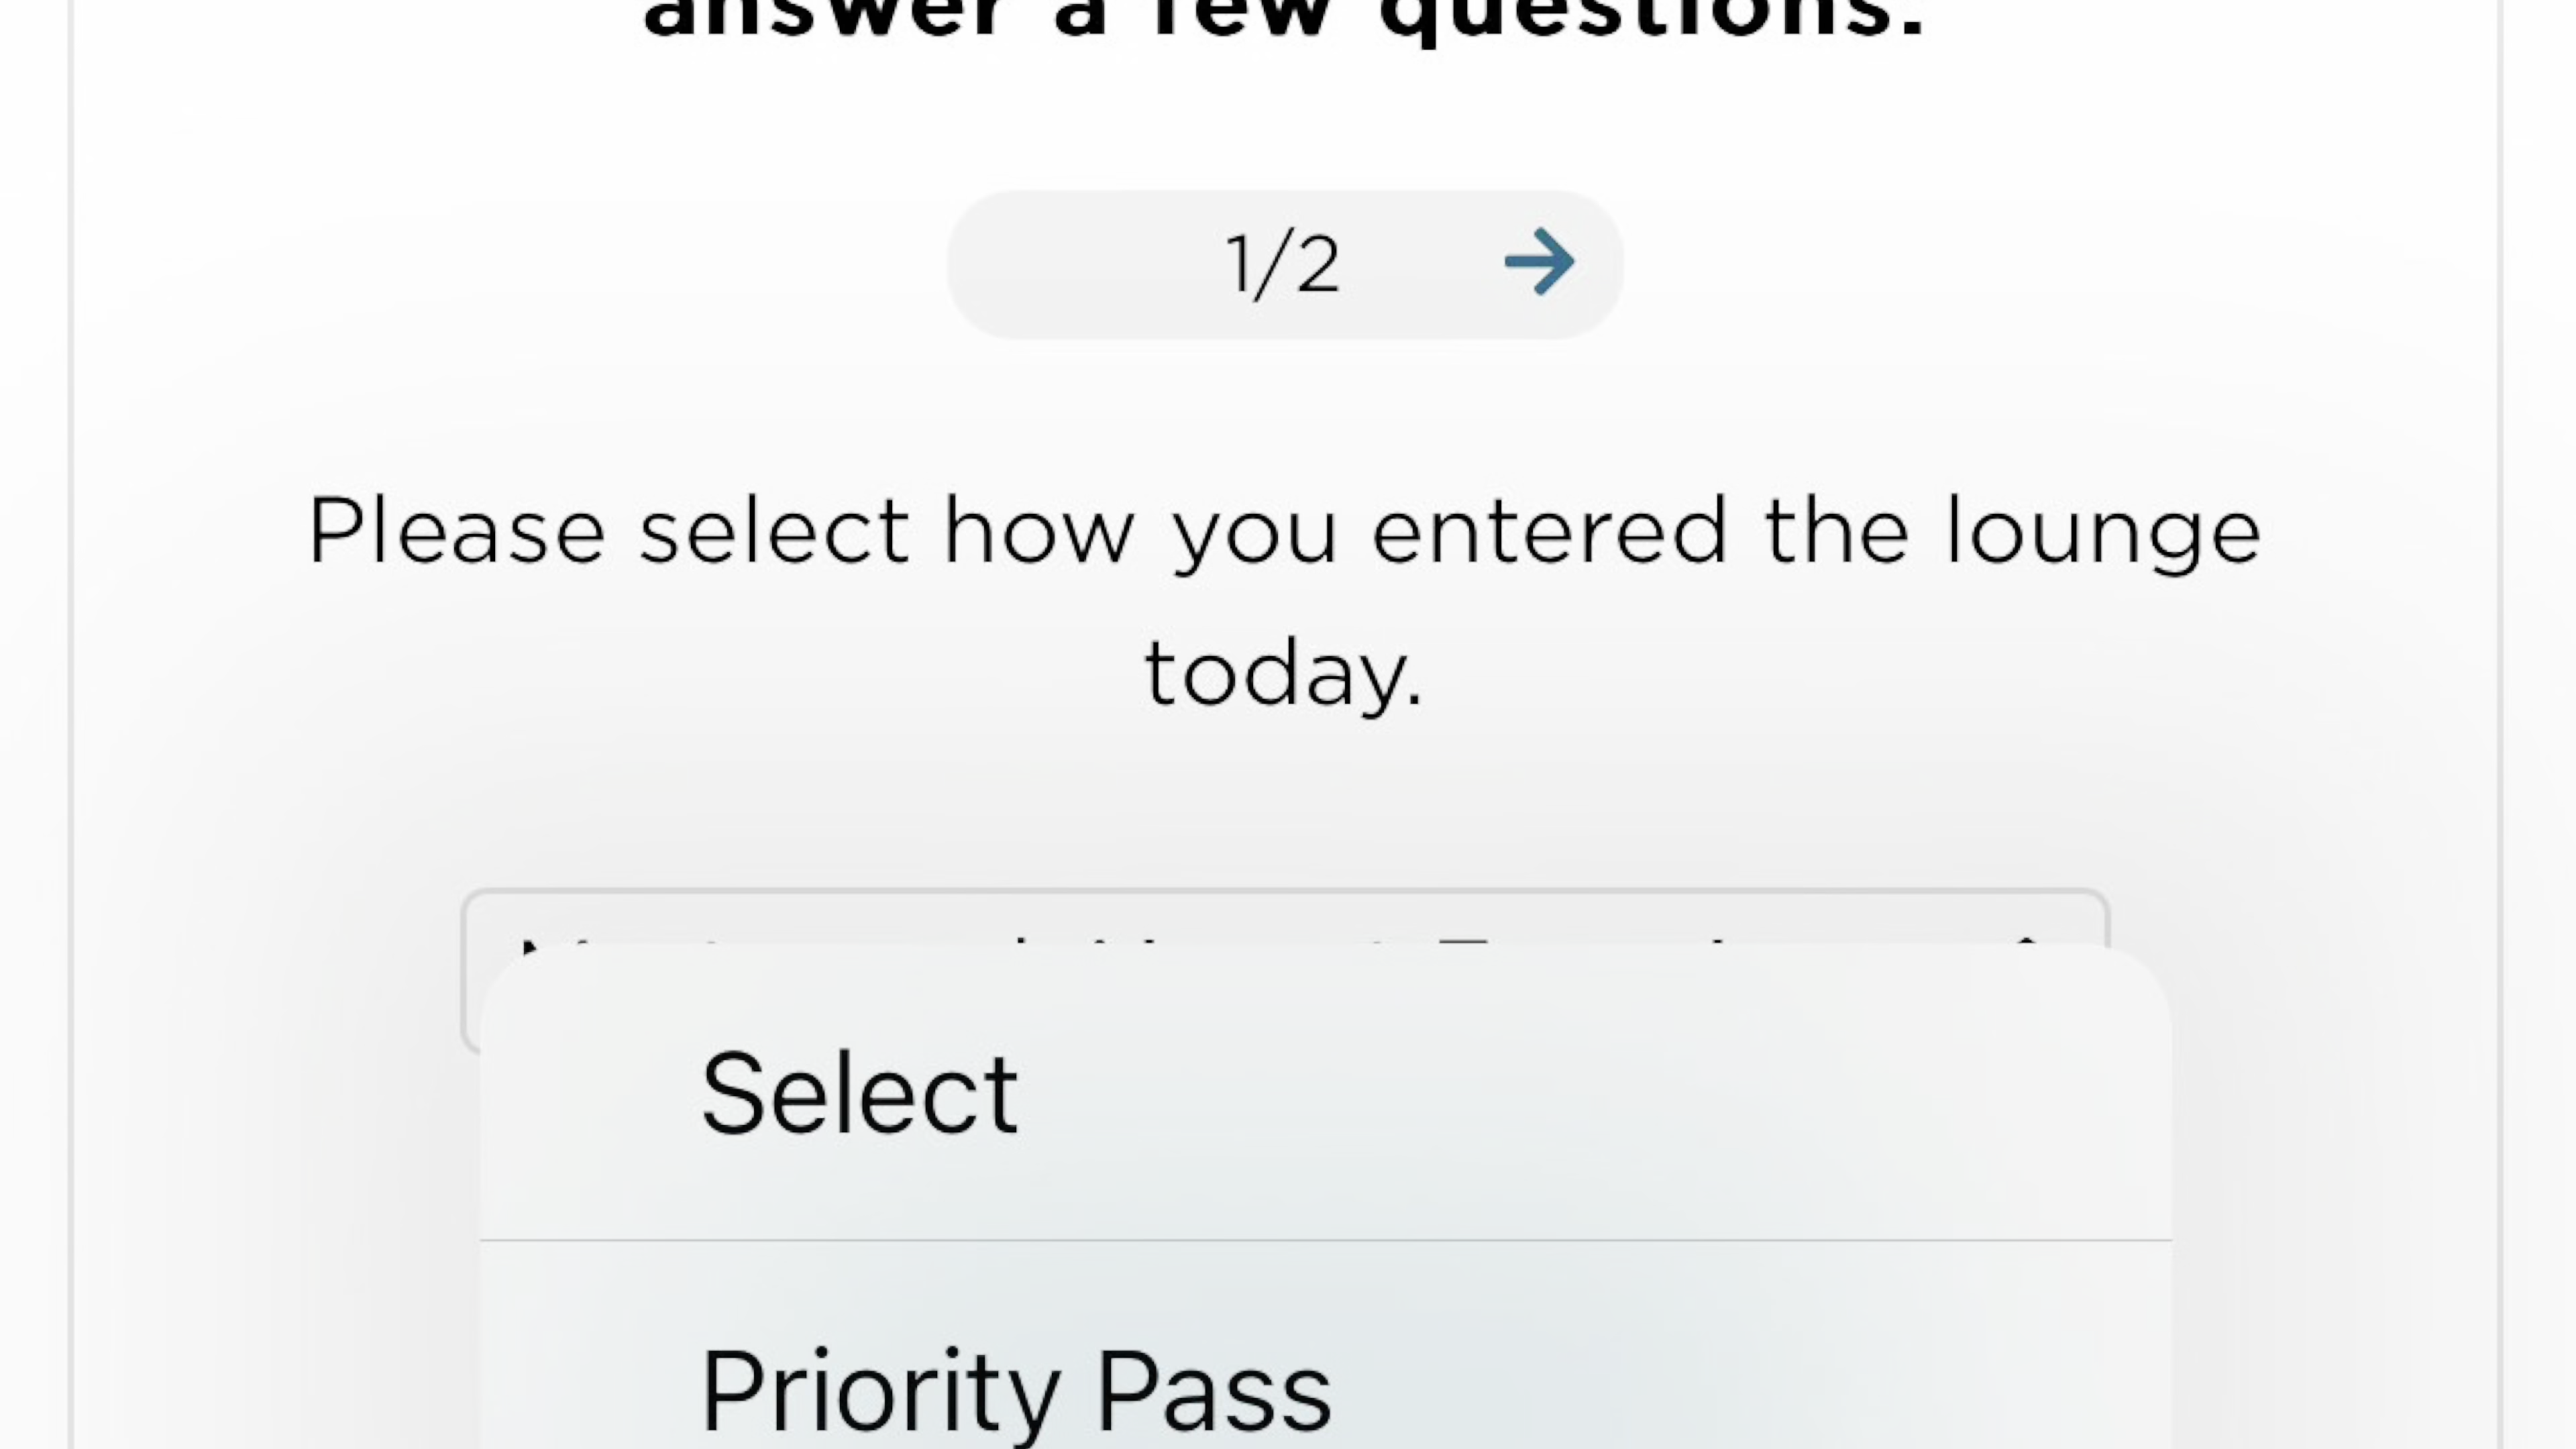 answer a few questions.
1/2
Please select how you entered the lounge
today.
Select
Priority Pass